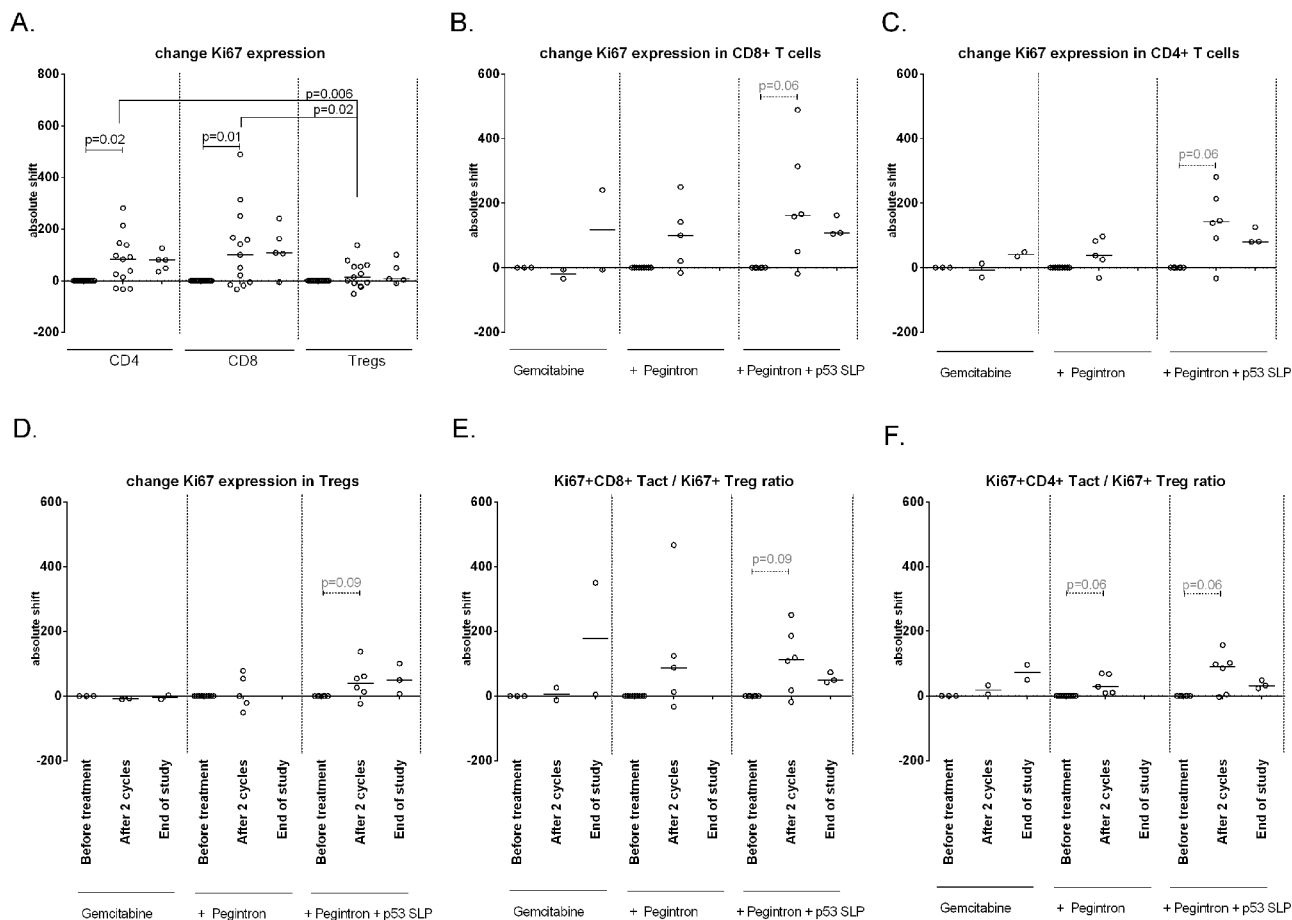 A.
change Ki67 expression
absolute shift
800
600
400
200
0
-200
p=0.02
p=0.01
p=0.006
p=0.02
CD4
CD8
Tregs
B.
change Ki67 expression in CD8+ T cells
absolute shift
600
400
200
0
-200
p=0.06
Gemcitabine
+ Pegintron
+ Pegintron + p53 SLP
C.
change Ki67 expression in CD4+ T cells
absolute shift
600
400
200
0
-200
p=0.06
Gemcitabine
+ Pegintron
+ Pegintron + p53 SLP
D.
change Ki67 expression in Tregs
absolute shift
600
400
200
0
-200
p=0.09
Before treatment
After 2 cycles
End of study
Before treatment
After 2 cycles
End of study
Before treatment
After 2 cycles
End of study
Gemcitabine
+ Pegintron
+ Pegintron + p53 SLP
E.
Ki67+CD8+ Tact / Ki67+ Treg ratio
absolute shift
600
400
200
0
-200
p=0.09
Before treatment
After 2 cycles
End of study
Before treatment
After 2 cycles
End of study
Before treatment
After 2 cycles
End of study
Gemcitabine
+ Pegintron
+ Pegintron + p53 SLP
F.
Ki67+CD4+ Tact / Ki67+ Treg ratio
absolute shift
600
400
200
0
-200
p=0.06
p=0.06
Before treatment
After 2 cycles
End of study
Before treatment
After 2 cycles
End of study
Before treatment
After 2 cycles
End of study
Gemcitabine
+ Pegintron
+ Pegintron + p53 SLP